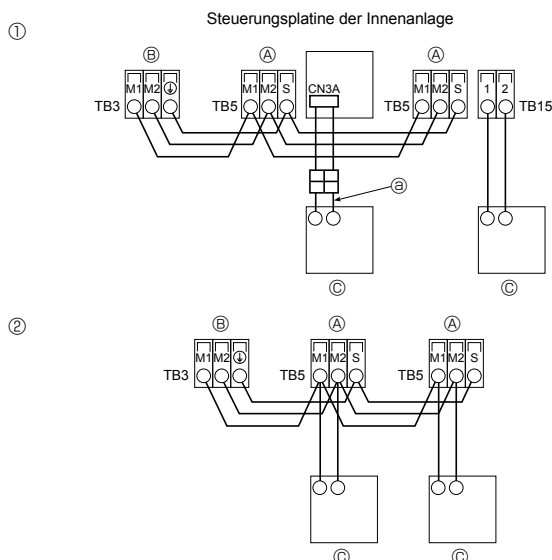 Steuerungsplatine der Innenanlage
①
Ⓑ Ⓐ Ⓐ
M1 M2 M1 M2 S CN3A M1 M2 S 1 2
TB3 TB5 TB5 TB15
ⓐ
Ⓒ Ⓒ
②
Ⓑ Ⓐ Ⓐ
M1 M2 M1 M2 S M1 M2 S
TB3 TB5 TB5
Ⓒ Ⓒ